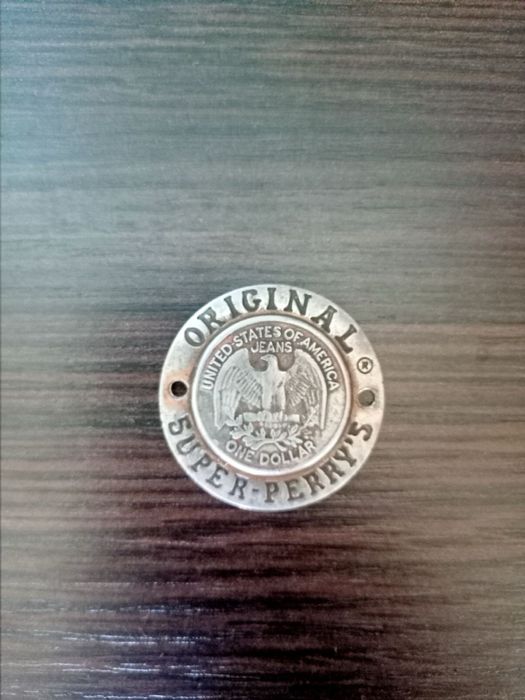 ORIGINAL ®
UNITED·STATES OF AMERICA
JEANS
ONE DOLLAR
SUPER-PERRY'S